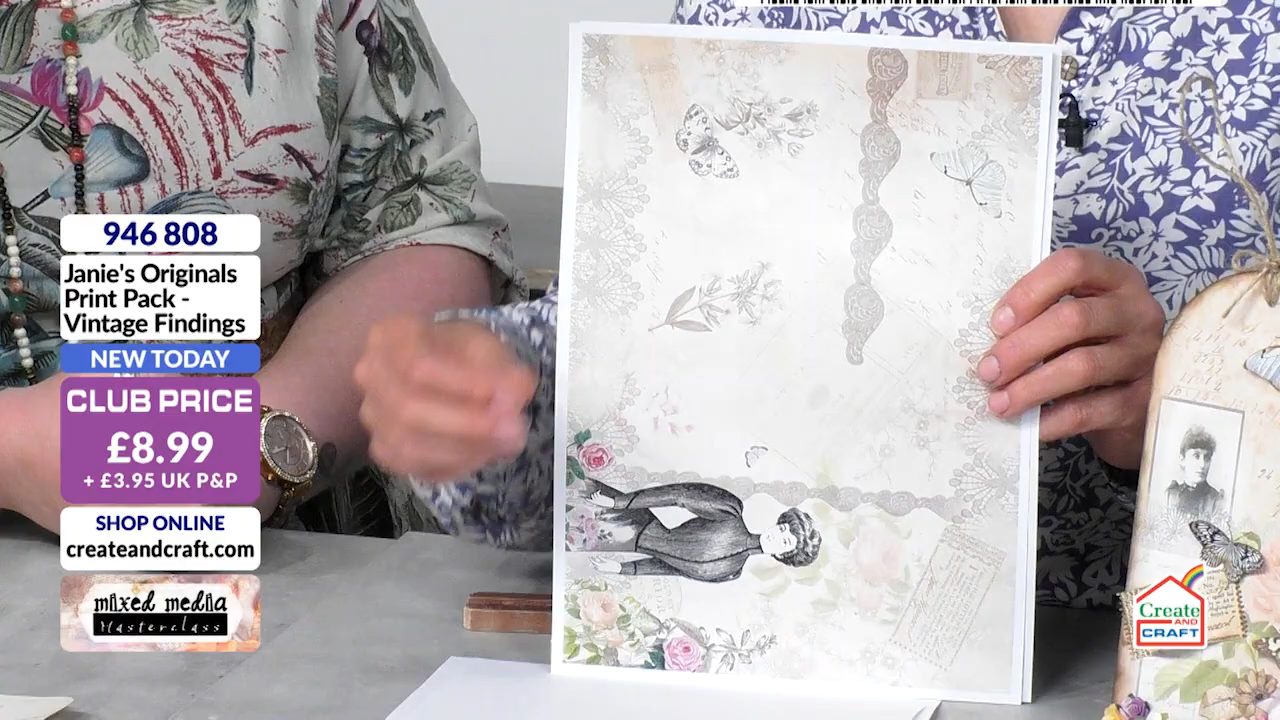 946 808
Janie's Originals
Print Pack -
Vintage Findings
NEW TODAY
CLUB PRICE
£8.99
+ £3.95 UK P&P
SHOP ONLINE
createandcraft.com
mixed media
Masterclass
Create
AND
CRAFT